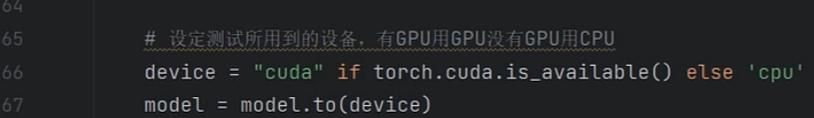 64
65 # 设定测试所用到的设备，有GPU用GPU没有GPU用CPU
66 device = "cuda" if torch.cuda.is_available() else 'cpu'
67 model = model.to(device)